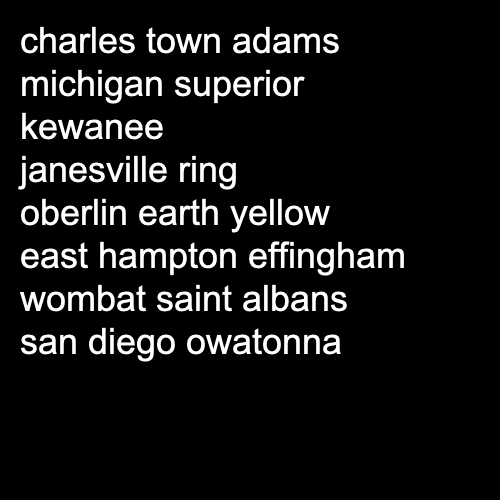 charles town adams
michigan superior
kewanee
janesville ring
oberlin earth yellow
east hampton effingham
wombat saint albans
san diego owatonna